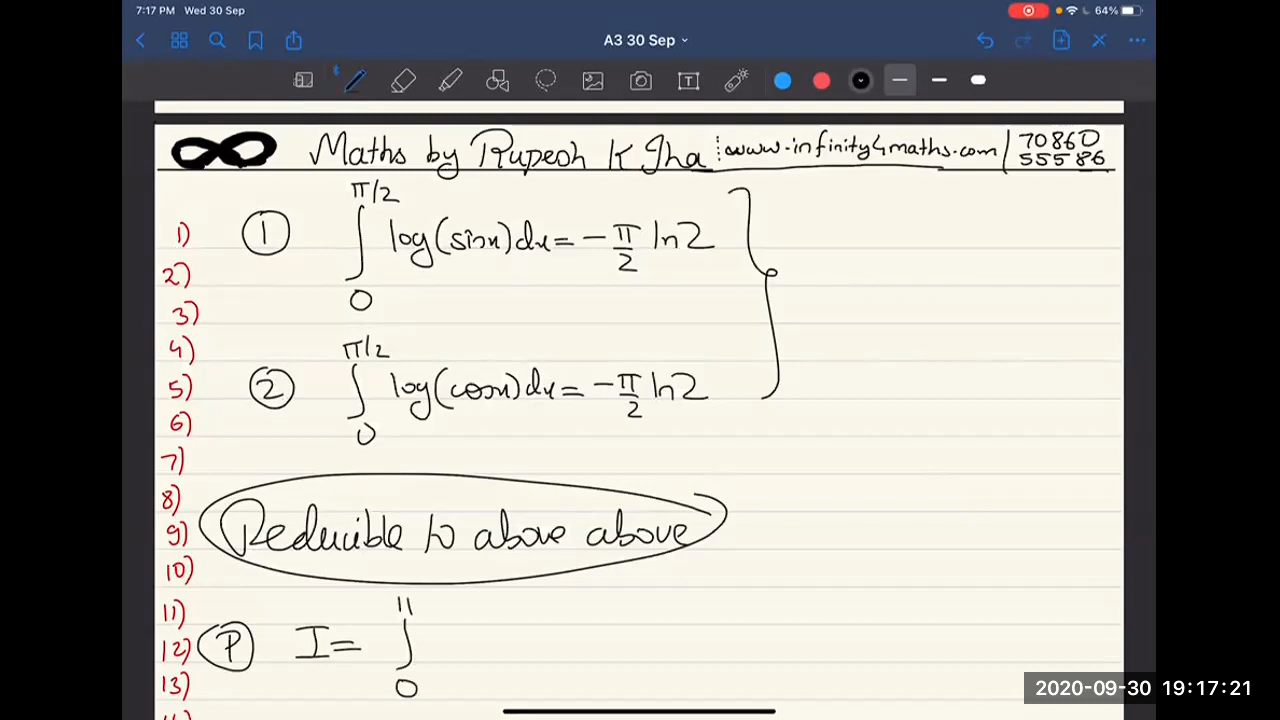 7:17 PM Wed 30 Sep 64%
A3 30 Sep
∞ Maths by Rupesh K Jha www.infinity4maths.com 70860 55586
1) ① ∫₀^{π/2} log(sinx)dx = -π/2 ln2
2)
3)
4)
5) ② ∫₀^{π/2} log(cosx)dx = -π/2 ln2
6)
7)
8)
9) Reducible to above above
10)
11)
12) Ⓟ I = ∫₀
13)
2020-09-30 19:17:21